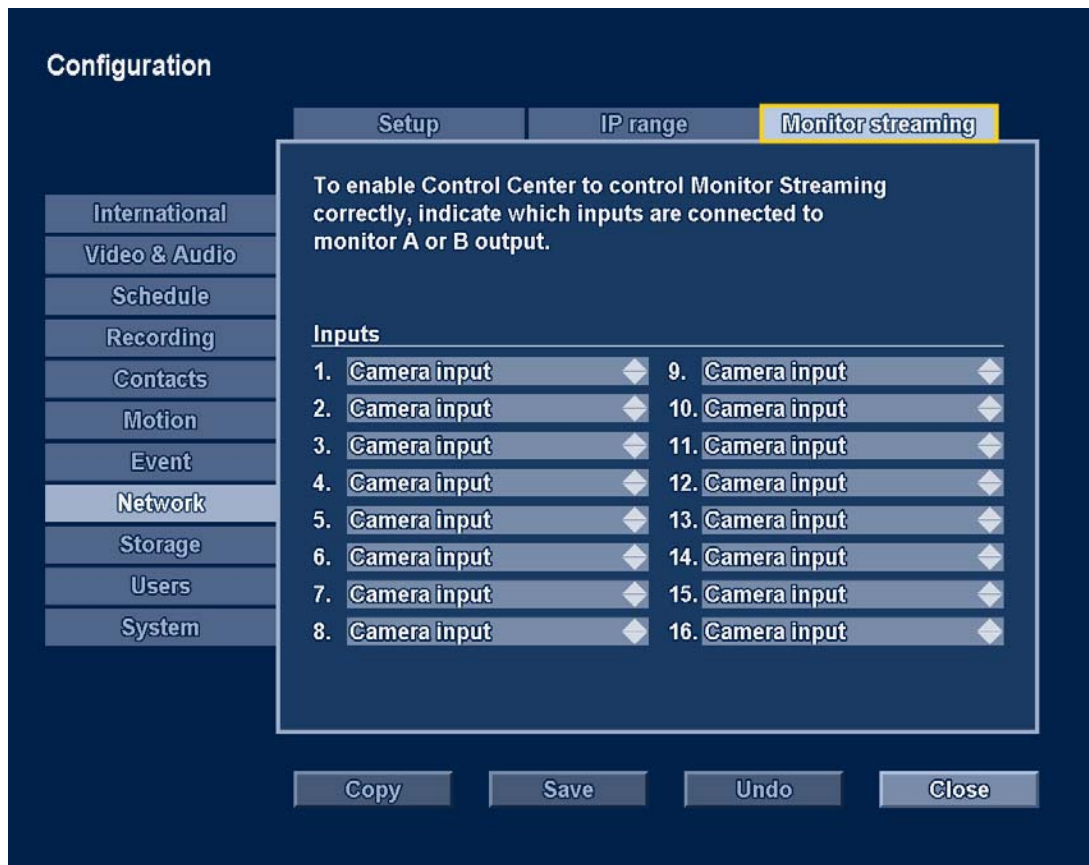 Configuration
Setup IP range Monitor streaming
To enable Control Center to control Monitor Streaming
correctly, indicate which inputs are connected to
monitor A or B output.
International
Video & Audio
Schedule
Recording
Contacts
Motion
Event
Network
Storage
Users
System
Inputs
1. Camera input
2. Camera input
3. Camera input
4. Camera input
5. Camera input
6. Camera input
7. Camera input
8. Camera input
9. Camera input
10. Camera input
11. Camera input
12. Camera input
13. Camera input
14. Camera input
15. Camera input
16. Camera input
Copy Save Undo Close